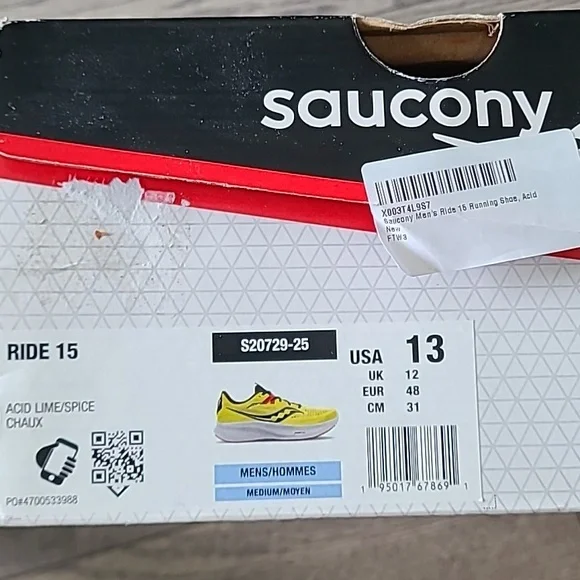 saucony
X003T4L9S7
Saucony Men's Ride 15 Running Shoe, Acid
New
FTW3
RIDE 15
S20729-25
USA 13
UK 12
EUR 48
CM 31
ACID LIME/SPICE
CHAUX
MENS/HOMMES
MEDIUM/MOYEN
1 95017 67869 1
PO#4700533988